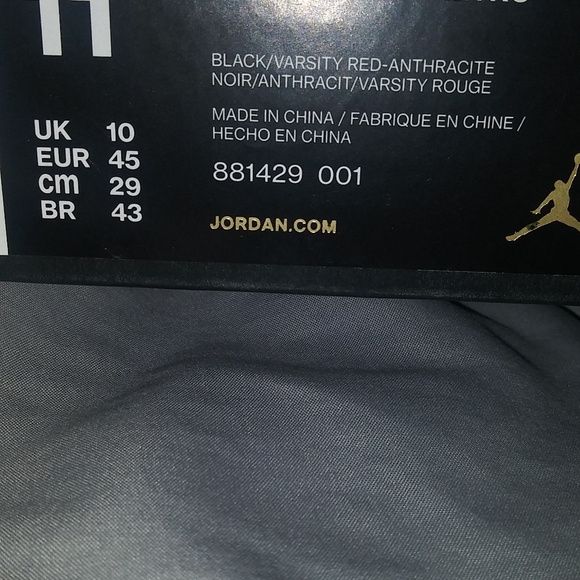 11
BLACK/VARSITY RED-ANTHRACITE
NOIR/ANTHRACIT/VARSITY ROUGE
MADE IN CHINA / FABRIQUE EN CHINE /
HECHO EN CHINA
UK 10
EUR 45
cm 29
BR 43
881429 001
JORDAN.COM